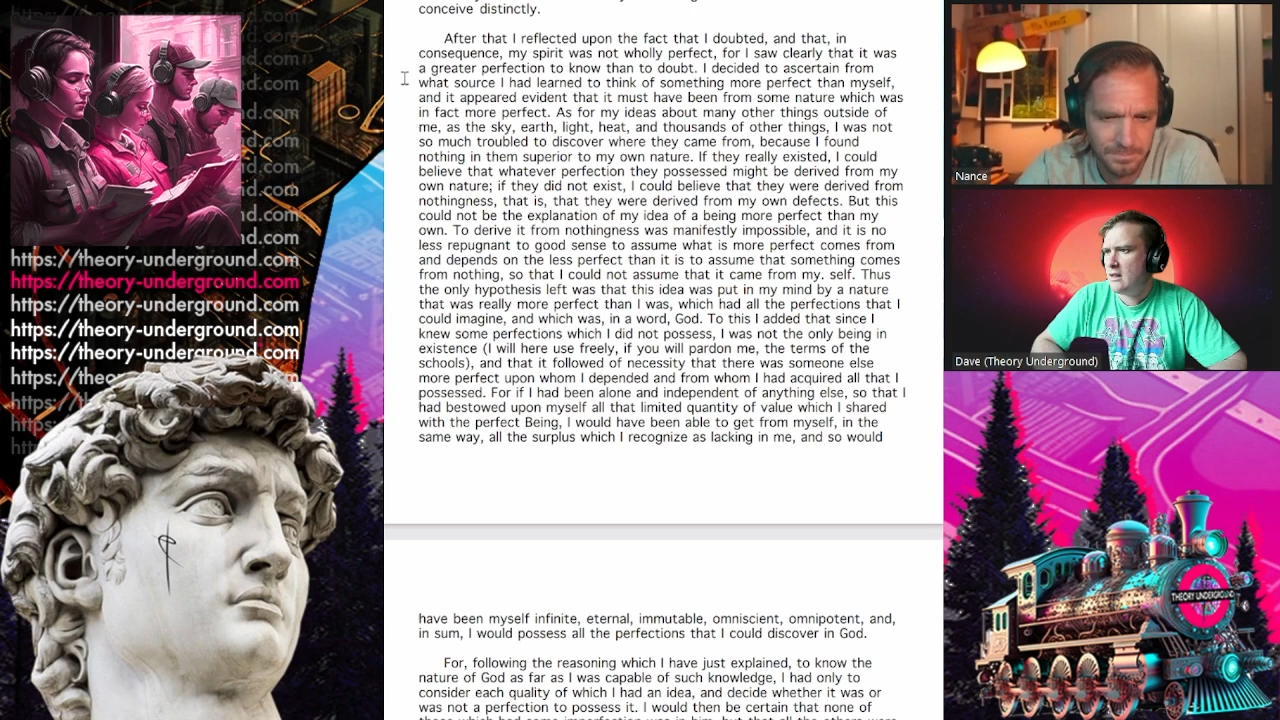 https://theory-underground.com
https://theory-underground.com
https://theory-underground.com
https://theory-underground.com
https://theory-underground.com
conceive distinctly.
After that I reflected upon the fact that I doubted, and that, in
consequence, my spirit was not wholly perfect, for I saw clearly that it was
a greater perfection to know than to doubt. I decided to ascertain from
what source I had learned to think of something more perfect than myself,
and it appeared evident that it must have been from some nature which was
in fact more perfect. As for my ideas about many other things outside of
me, as the sky, earth, light, heat, and thousands of other things, I was not
so much troubled to discover where they came from, because I found
nothing in them superior to my own nature. If they really existed, I could
believe that whatever perfection they possessed might be derived from my
own nature; if they did not exist, I could believe that they were derived from
nothingness, that is, that they were derived from my own defects. But this
could not be the explanation of my idea of a being more perfect than my
own. To derive it from nothingness was manifestly impossible, and it is no
less repugnant to good sense to assume what is more perfect comes from
and depends on the less perfect than it is to assume that something comes
from nothing, so that I could not assume that it came from my. self. Thus
the only hypothesis left was that this idea was put in my mind by a nature
that was really more perfect than I was, which had all the perfections that I
could imagine, and which was, in a word, God. To this I added that since I
knew some perfections which I did not possess, I was not the only being in
existence (I will here use freely, if you will pardon me, the terms of the
schools), and that it followed of necessity that there was someone else
more perfect upon whom I depended and from whom I had acquired all that I
possessed. For if I had been alone and independent of anything else, so that I
had bestowed upon myself all that limited quantity of value which I shared
with the perfect Being, I would have been able to get from myself, in the
same way, all the surplus which I recognize as lacking in me, and so would
have been myself infinite, eternal, immutable, omniscient, omnipotent, and,
in sum, I would possess all the perfections that I could discover in God.
For, following the reasoning which I have just explained, to know the
nature of God as far as I was capable of such knowledge, I had only to
consider each quality of which I had an idea, and decide whether it was or
was not a perfection to possess it. I would then be certain that none of
Nance
Dave (Theory Underground)
THEORY UNDERGROUND